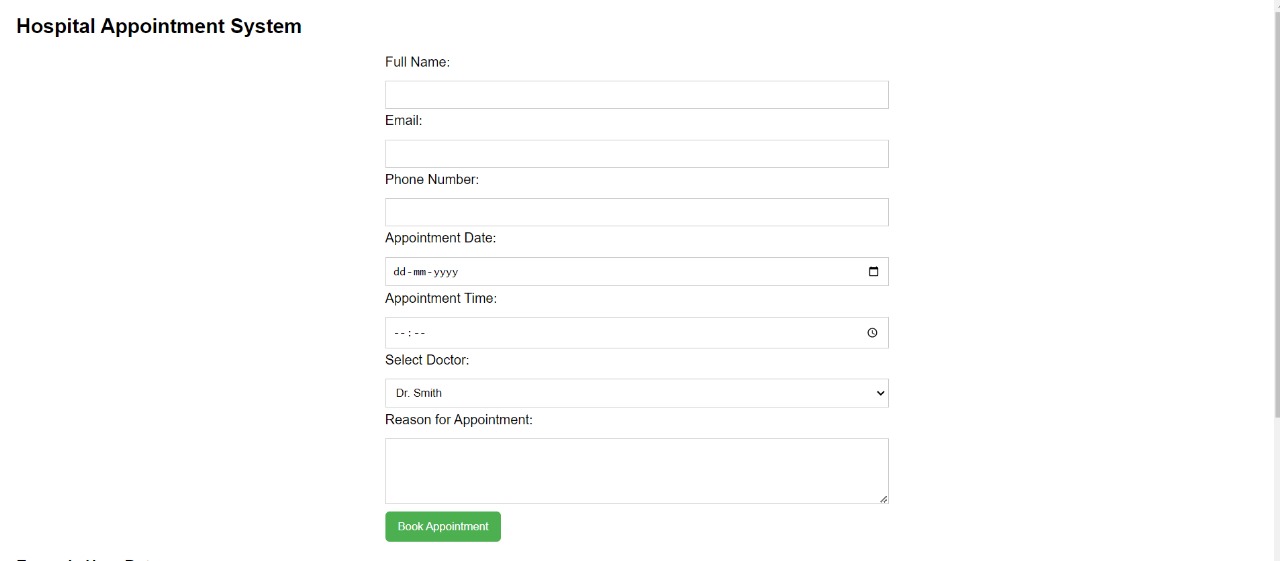 Hospital Appointment System
Full Name:
Email:
Phone Number:
Appointment Date:
dd-mm-yyyy
Appointment Time:
--:--
Select Doctor:
Dr. Smith
Reason for Appointment:
Book Appointment